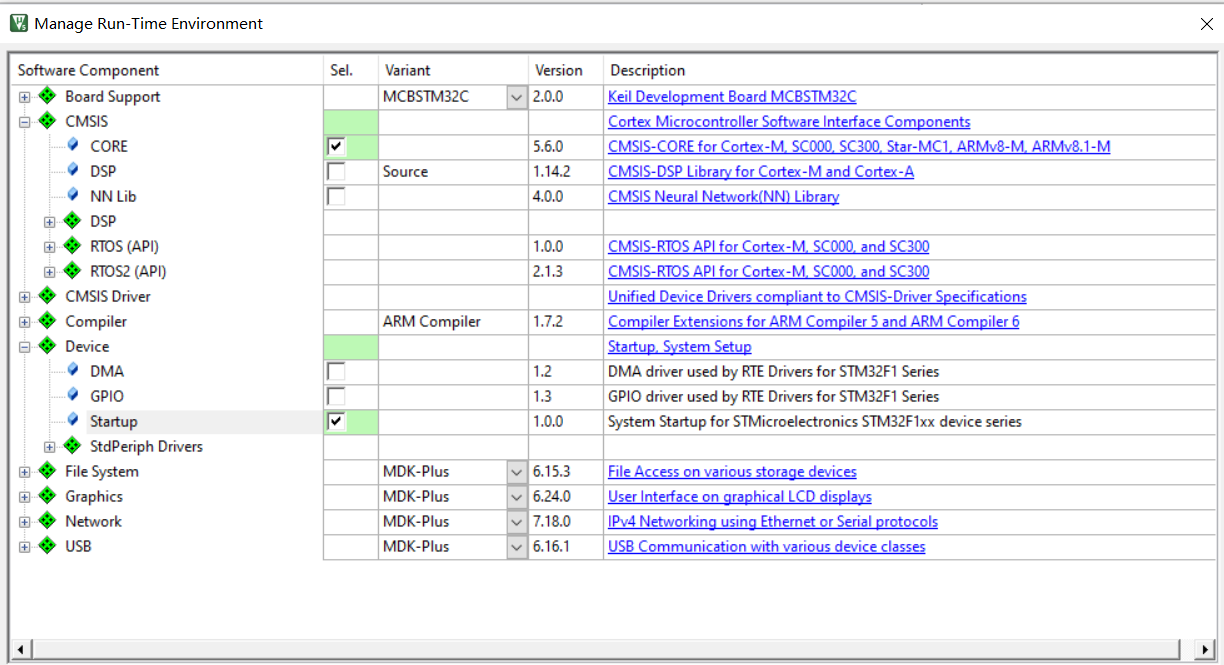 Manage Run-Time Environment
Software Component Sel. Variant Version Description
Board Support MCBSTM32C 2.0.0 Keil Development Board MCBSTM32C
CMSIS Cortex Microcontroller Software Interface Components
CORE 5.6.0 CMSIS-CORE for Cortex-M, SC000, SC300, Star-MC1, ARMv8-M, ARMv8.1-M
DSP Source 1.14.2 CMSIS-DSP Library for Cortex-M and Cortex-A
NN Lib 4.0.0 CMSIS Neural Network(NN) Library
DSP
RTOS (API) 1.0.0 CMSIS-RTOS API for Cortex-M, SC000, and SC300
RTOS2 (API) 2.1.3 CMSIS-RTOS API for Cortex-M, SC000, and SC300
CMSIS Driver Unified Device Drivers compliant to CMSIS-Driver Specifications
Compiler ARM Compiler 1.7.2 Compiler Extensions for ARM Compiler 5 and ARM Compiler 6
Device Startup, System Setup
DMA 1.2 DMA driver used by RTE Drivers for STM32F1 Series
GPIO 1.3 GPIO driver used by RTE Drivers for STM32F1 Series
Startup 1.0.0 System Startup for STMicroelectronics STM32F1xx device series
StdPeriph Drivers
File System MDK-Plus 6.15.3 File Access on various storage devices
Graphics MDK-Plus 6.24.0 User Interface on graphical LCD displays
Network MDK-Plus 7.18.0 IPv4 Networking using Ethernet or Serial protocols
USB MDK-Plus 6.16.1 USB Communication with various device classes